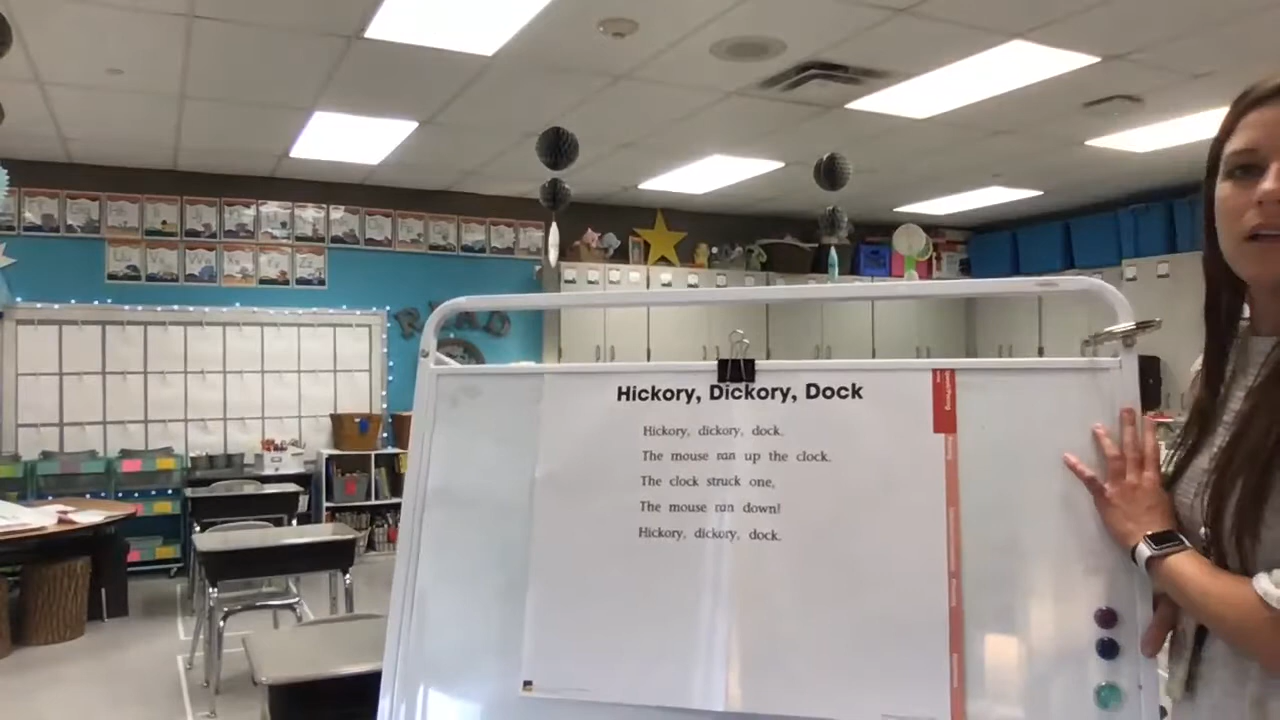 READ
Hickory, Dickory, Dock
Hickory, dickory, dock.
The mouse ran up the clock.
The clock struck one,
The mouse ran down!
Hickory, dickory, dock.